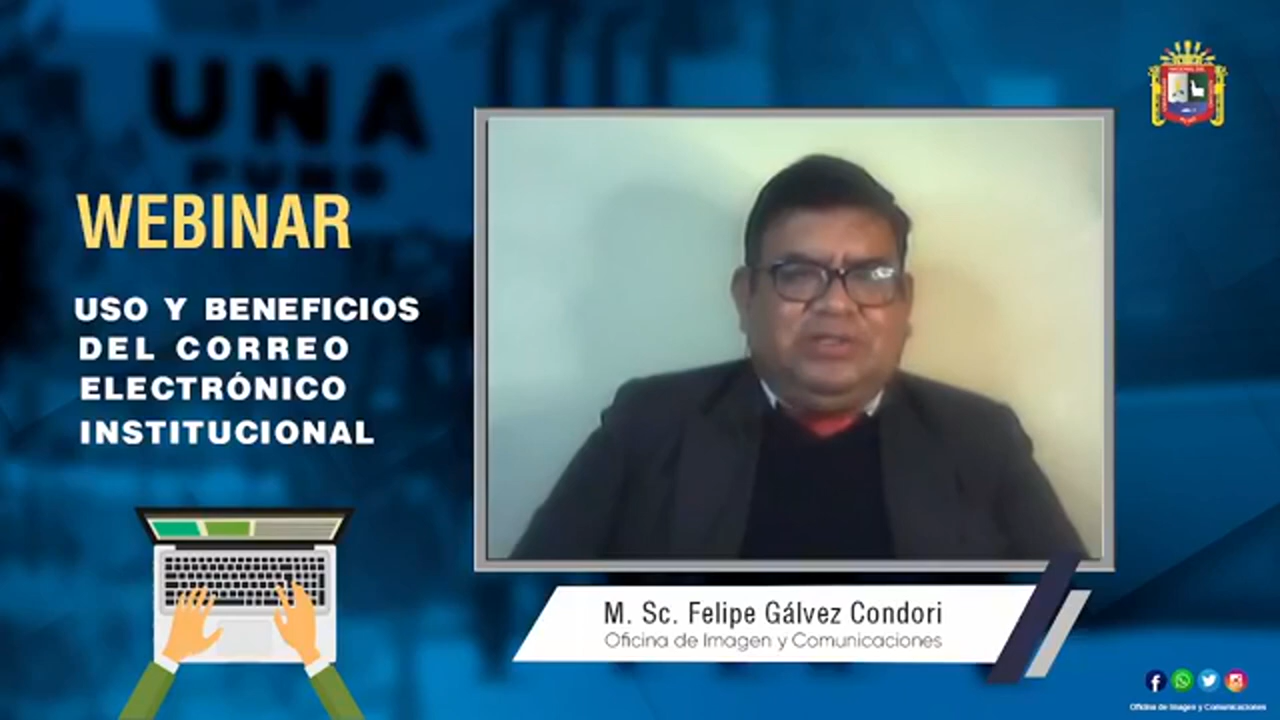 UNA
PUNO
WEBINAR
USO Y BENEFICIOS
DEL CORREO
ELECTRÓNICO
INSTITUCIONAL
M. Sc. Felipe Gálvez Condori
Oficina de Imagen y Comunicaciones
Oficina de Imagen y Comunicaciones